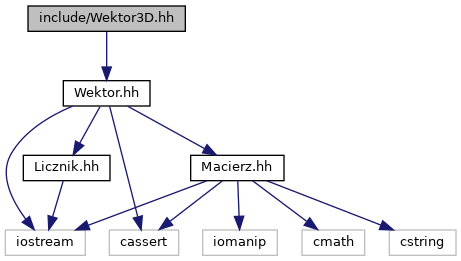 include/Wektor3D.hh
Wektor.hh
Licznik.hh
Macierz.hh
iostream
cassert
iomanip
cmath
cstring